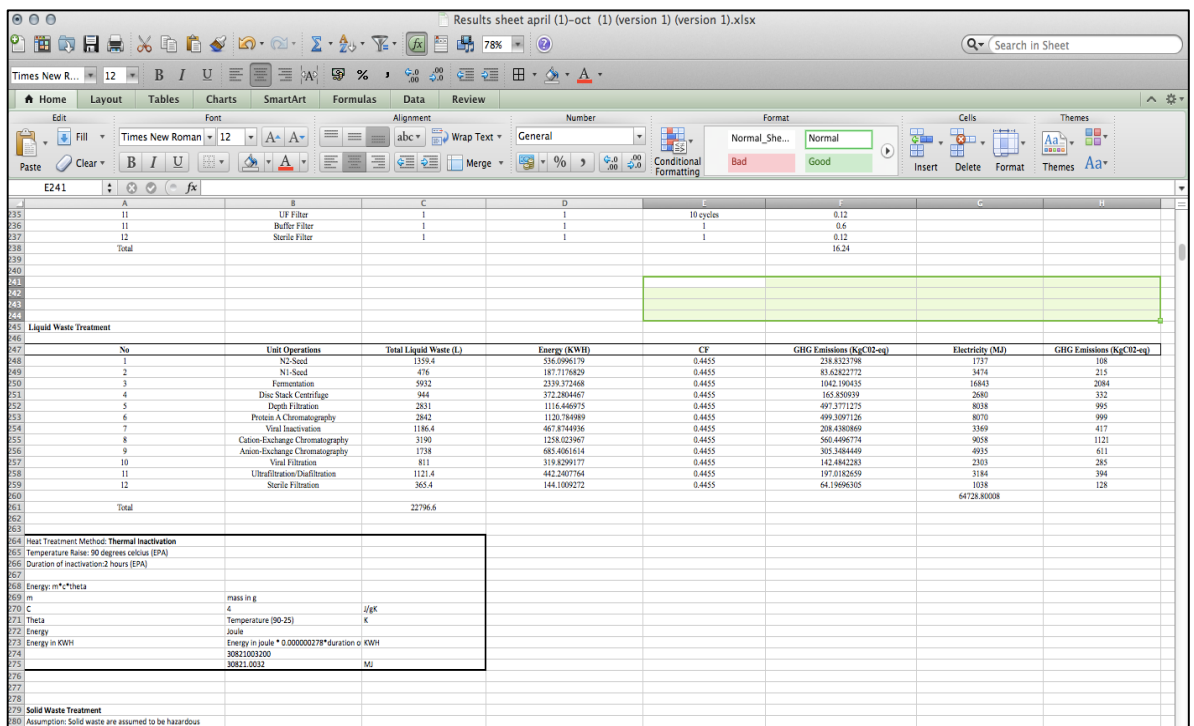 Results sheet april (1)-oct (1) (version 1) (version 1).xlsx
78% Search in Sheet
Times New R... 12 B I U
Home Layout Tables Charts SmartArt Formulas Data Review
Edit Font Alignment Number Format Cells Themes
Fill Times New Roman 12 A A abc Wrap Text General Normal_She... Normal
Paste Clear B I U A Merge % Conditional Formatting Bad Good Insert Delete Format Themes Aa
E241 fx
A B C D E F G H
235 11 UF Filter 1 1 10 cycles 0.12
236 11 Buffer Filter 1 1 1 0.6
237 12 Sterile Filter 1 1 1 0.12
238 Total 16.24
239
240
241
242
243
244
245 Liquid Waste Treatment
246
247 No Unit Operations Total Liquid Waste (L) Energy (KWH) CF GHG Emissions (KgC02-eq) Electricity (MJ) GHG Emissions (KgC02-eq)
248 1 N2-Seed 1359.4 536.0996179 0.4455 238.8323798 1737 108
249 2 N1-Seed 476 187.7176829 0.4455 83.62822772 3474 215
250 3 Fermentation 5932 2339.372468 0.4455 1042.190435 16843 2084
251 4 Disc Stack Centrifuge 944 372.2804467 0.4455 165.850939 2680 332
252 5 Depth Filtration 2831 1116.446975 0.4455 497.3771275 8038 995
253 6 Protein A Chromatography 2842 1120.784989 0.4455 499.3097126 8070 999
254 7 Viral Inactivation 1186.4 467.8744936 0.4455 208.4380869 3369 417
255 8 Cation-Exchange Chromatography 3190 1258.023967 0.4455 560.4496774 9058 1121
256 9 Anion-Exchange Chromatography 1738 685.4061614 0.4455 305.3484449 4935 611
257 10 Viral Filtration 811 319.8299177 0.4455 142.4842283 2303 285
258 11 Ultrafiltration/Diafiltration 1121.4 442.2407764 0.4455 197.0182659 3184 394
259 12 Sterile Filtration 365.4 144.1009272 0.4455 64.19696305 1038 128
260 64728.80008
261 Total 22796.6
262
263
264 Heat Treatment Method: Thermal Inactivation
265 Temperature Raise: 90 degrees celcius (EPA)
266 Duration of inactivation:2 hours (EPA)
267
268 Energy: m*c*theta
269 m mass in g
270 C 4 J/gK
271 Theta Temperature (90-25) K
272 Energy Joule
273 Energy in KWH Energy in joule * 0.000000278*duration o KWH
274 30821003200
275 30821.0032 MJ
276
277
278
279 Solid Waste Treatment
280 Assumption: Solid waste are assumed to be hazardous